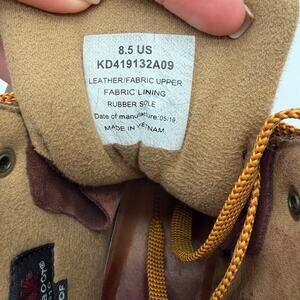 8.5 US
KD419132A09
LEATHER/FABRIC UPPER
FABRIC LINING
RUBBER SOLE
Date of manufacture:05/19
MADE IN VIETNAM